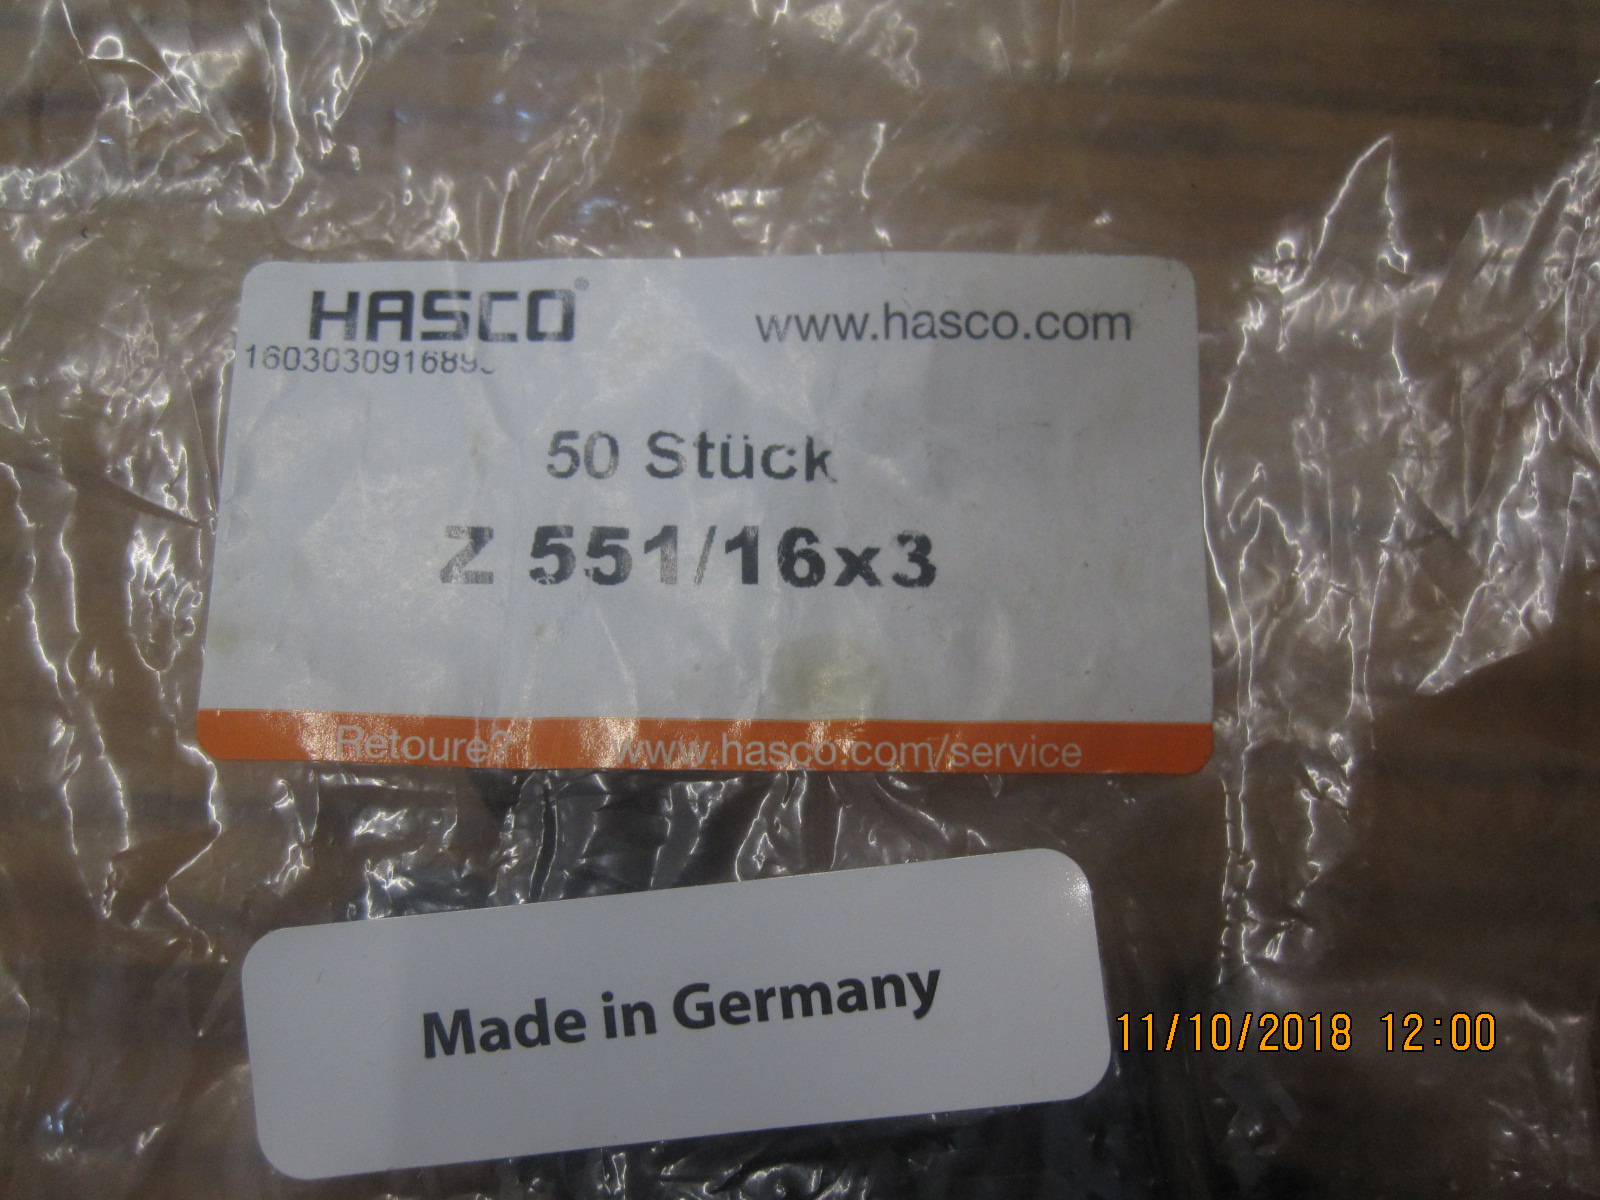 HASCO®
www.hasco.com
50 Stück
Z 551/16x3
Retoure? www.hasco.com/service
Made in Germany
11/10/2018 12:00